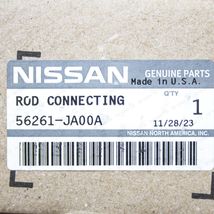 NISSAN GENUINE PARTS
Made in U.S.A.
ROD CONNECTING
Q'TY
56261-JA00A
1
11/28/23
NISSAN NORTH AMERICA, INC.